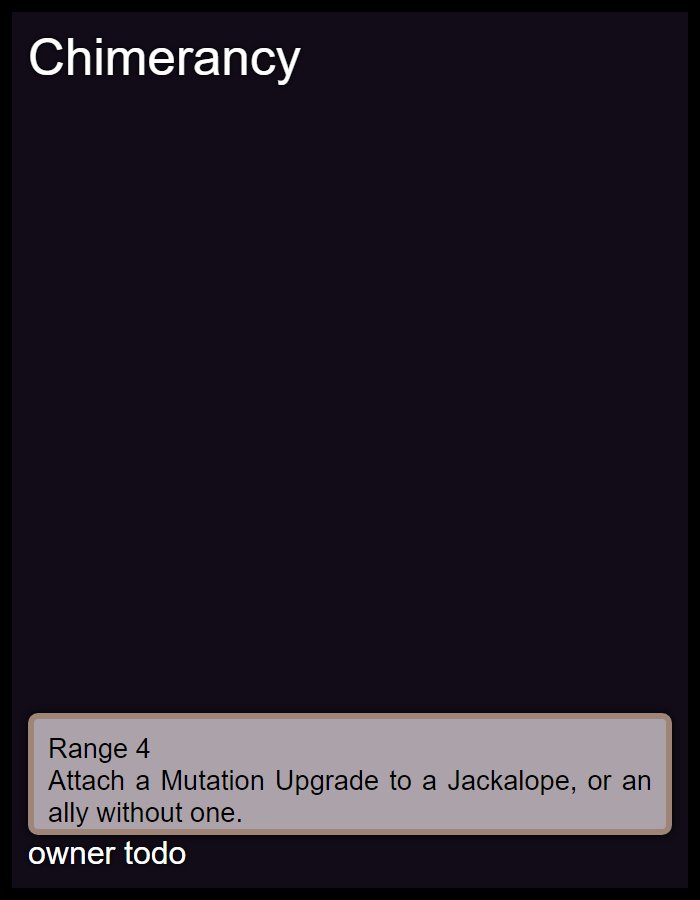 Chimerancy
Range 4
Attach a Mutation Upgrade to a Jackalope, or an
ally without one.
owner todo